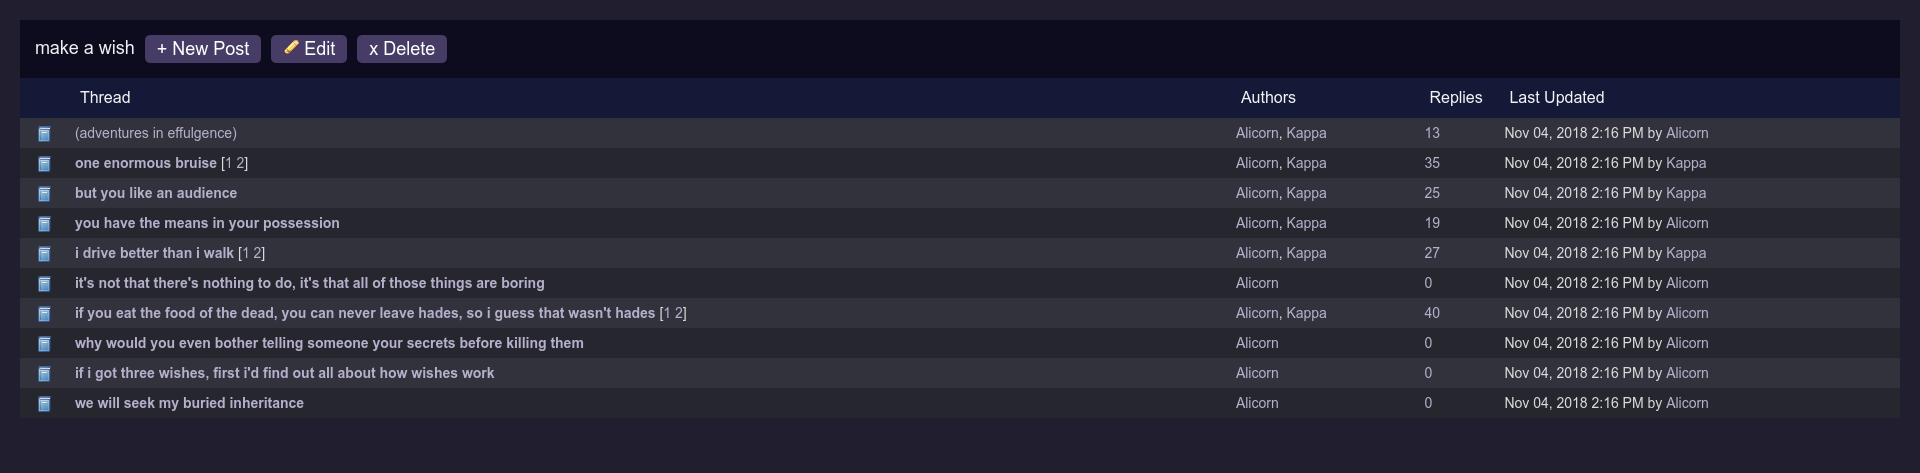 make a wish + New Post Edit x Delete
Thread Authors Replies Last Updated
(adventures in effulgence) Alicorn, Kappa 13 Nov 04, 2018 2:16 PM by Alicorn
one enormous bruise [1 2] Alicorn, Kappa 35 Nov 04, 2018 2:16 PM by Kappa
but you like an audience Alicorn, Kappa 25 Nov 04, 2018 2:16 PM by Kappa
you have the means in your possession Alicorn, Kappa 19 Nov 04, 2018 2:16 PM by Alicorn
i drive better than i walk [1 2] Alicorn, Kappa 27 Nov 04, 2018 2:16 PM by Kappa
it's not that there's nothing to do, it's that all of those things are boring Alicorn 0 Nov 04, 2018 2:16 PM by Alicorn
if you eat the food of the dead, you can never leave hades, so i guess that wasn't hades [1 2] Alicorn, Kappa 40 Nov 04, 2018 2:16 PM by Alicorn
why would you even bother telling someone your secrets before killing them Alicorn 0 Nov 04, 2018 2:16 PM by Alicorn
if i got three wishes, first i'd find out all about how wishes work Alicorn 0 Nov 04, 2018 2:16 PM by Alicorn
we will seek my buried inheritance Alicorn 0 Nov 04, 2018 2:16 PM by Alicorn